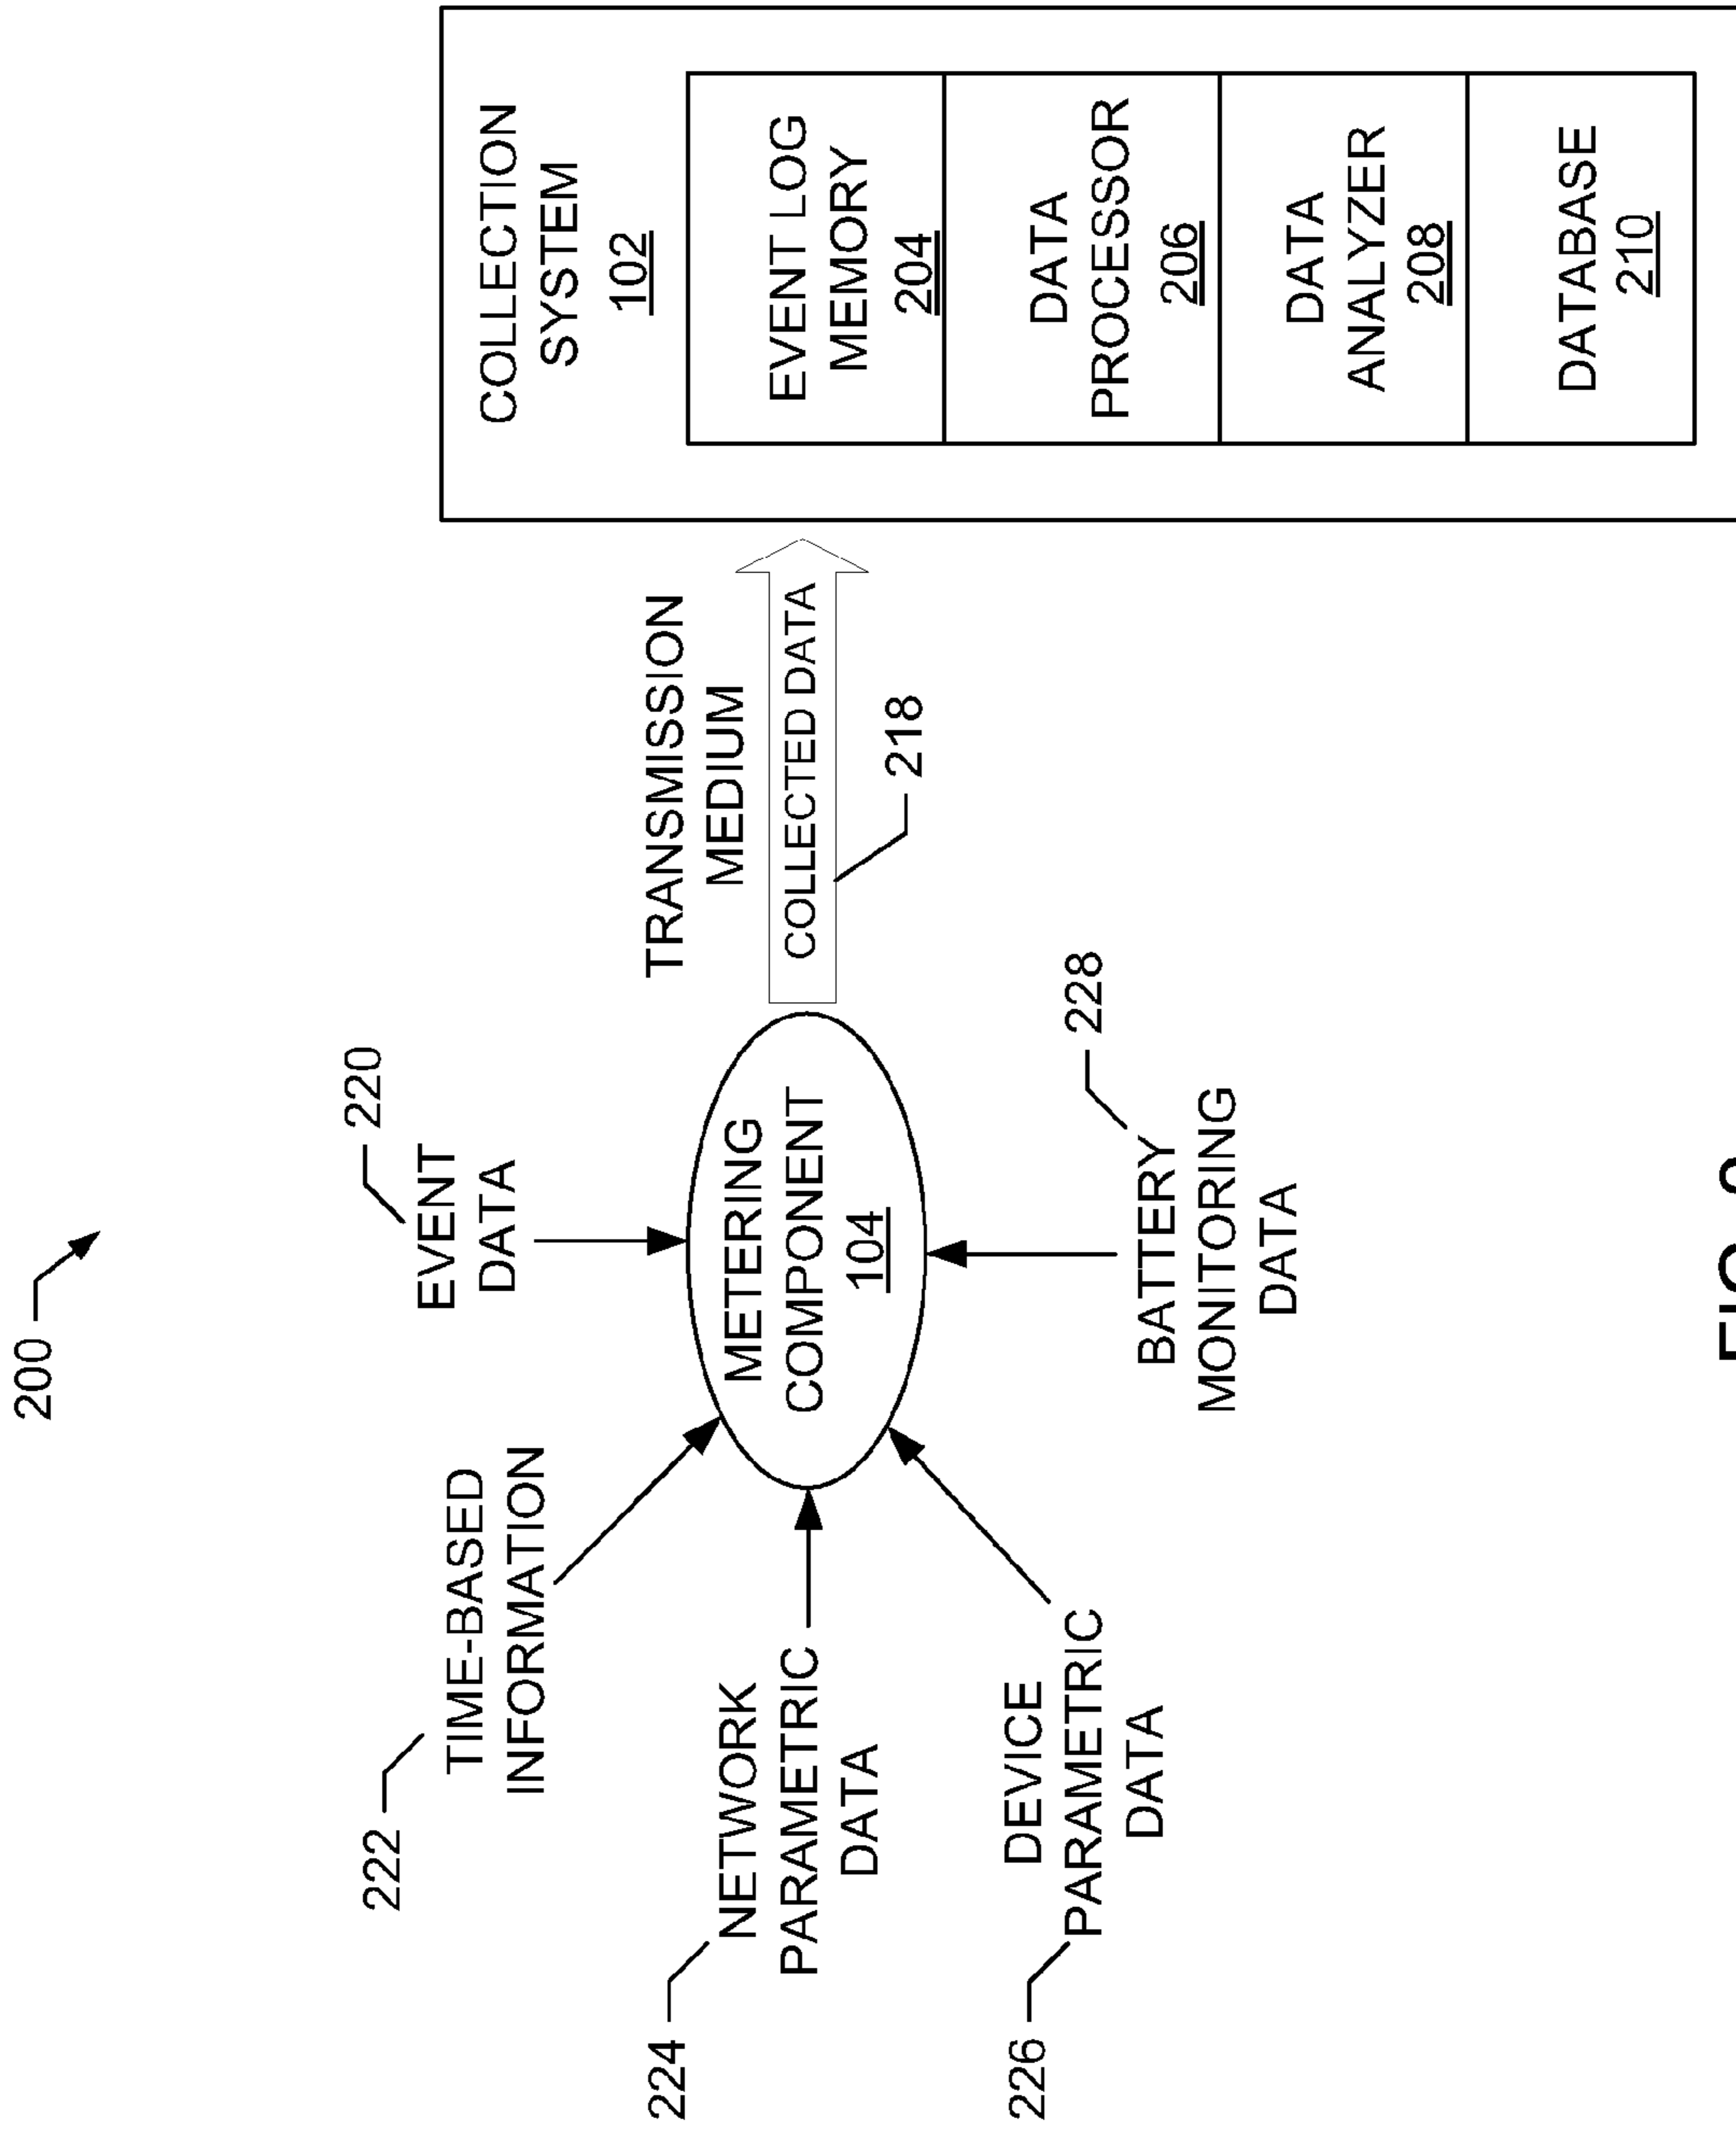 200
220
EVENT
DATA
222
TIME-BASED
INFORMATION
224
NETWORK
PARAMETRIC
DATA
226
DEVICE
PARAMETRIC
DATA
228
BATTERY
MONITORING
DATA
METERING
COMPONENT
104
TRANSMISSION
MEDIUM
COLLECTED DATA
218
COLLECTION
SYSTEM
102
EVENT LOG
MEMORY
204
DATA
PROCESSOR
206
DATA
ANALYZER
208
DATABASE
210
FIG.